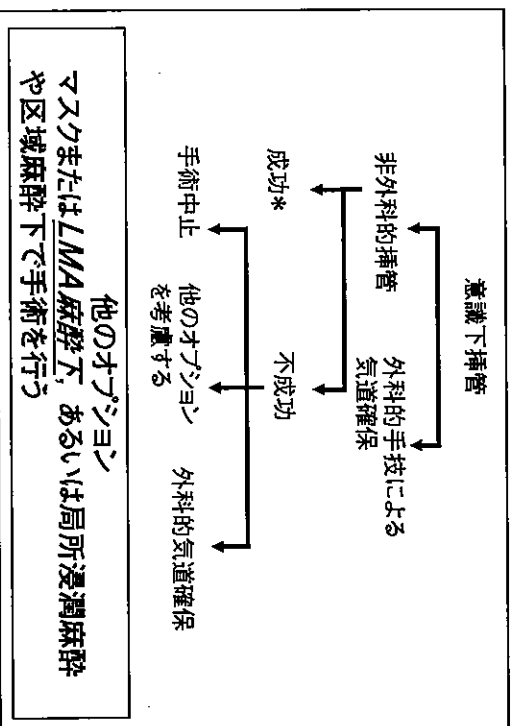 意識下挿管
非外科的挿管
外科的手技による
気道確保
成功*
不成功
手術中止
他のオプション
を考慮する
外科的気道確保
他のオプション
マスクまたはLMA麻酔下, あるいは局所浸潤麻酔
や区域麻酔下で手術を行う